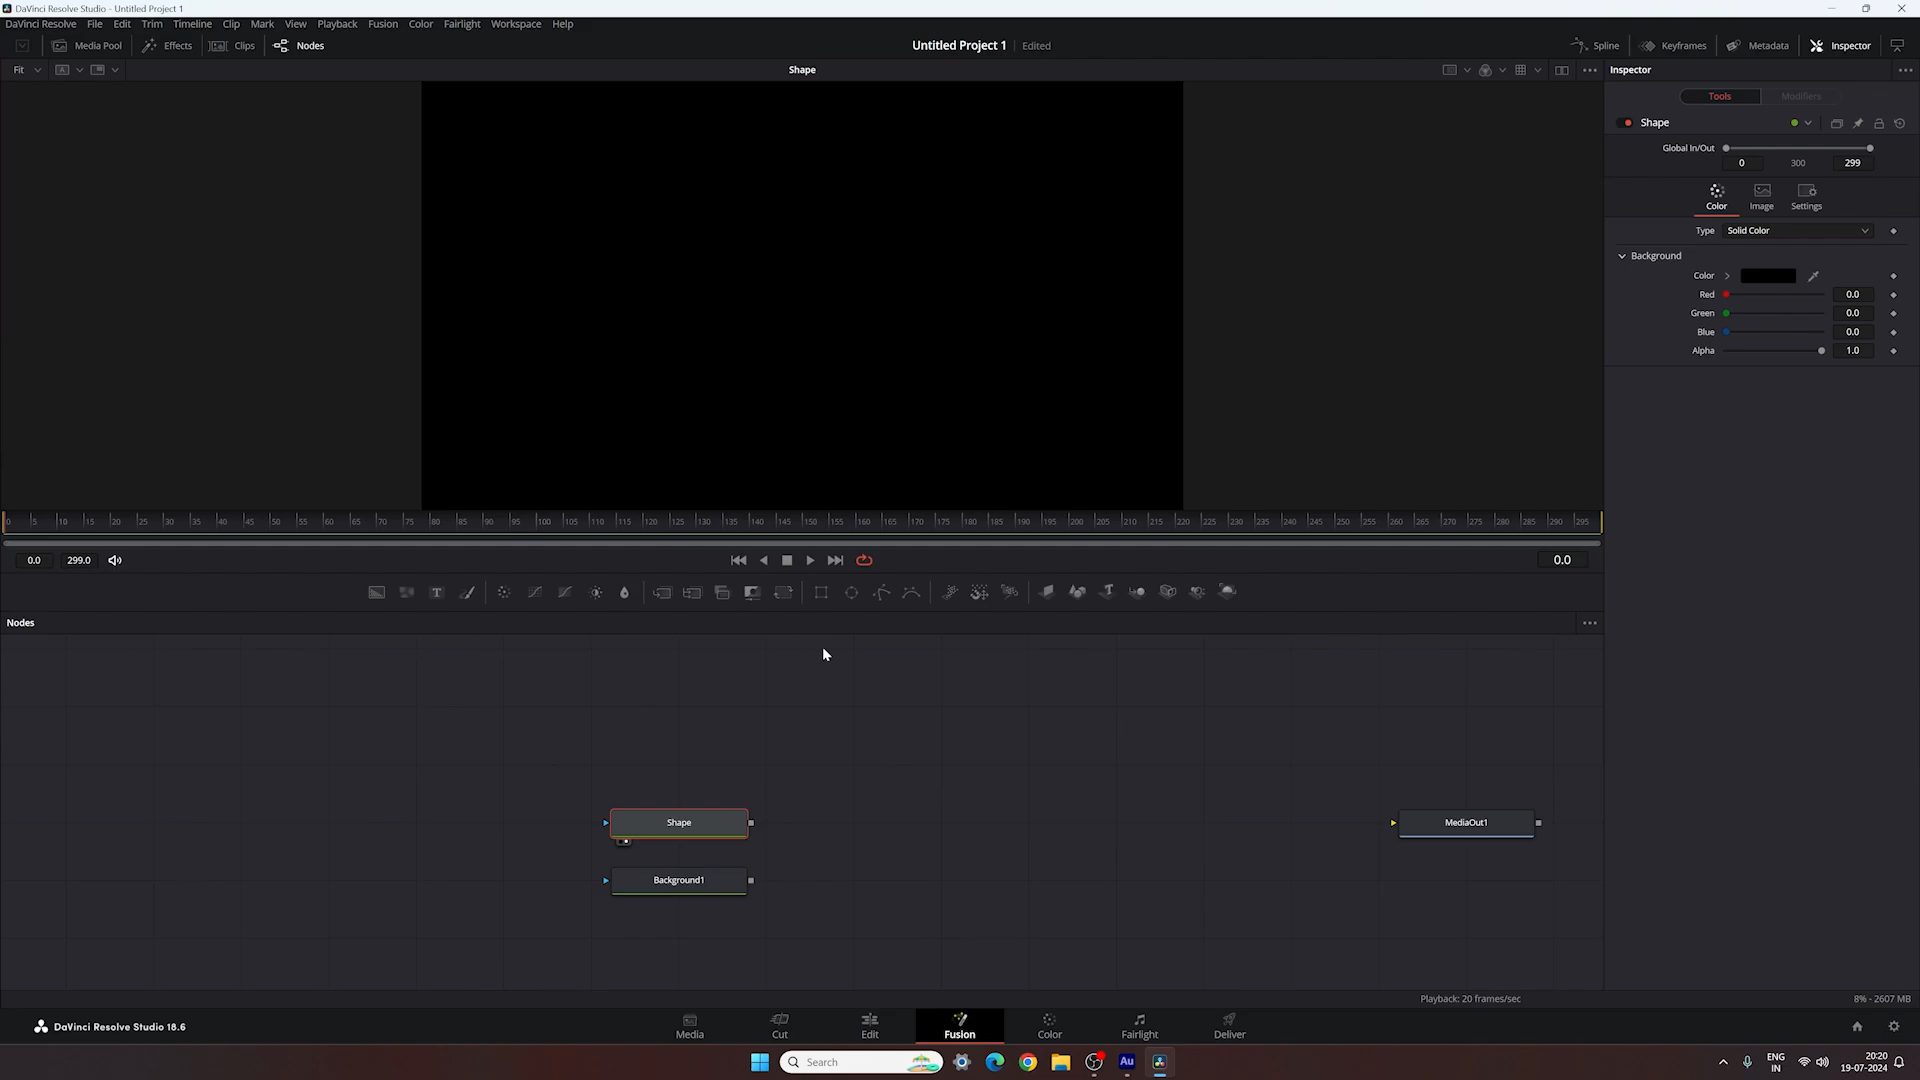 DaVinci Resolve Studio - Untitled Project 1
DaVinci Resolve File Edit Trim Timeline Clip Mark View Playback Fusion Color Fairlight Workspace Help
Media Pool Effects Clips Nodes Untitled Project 1 Edited Spline Keyframes Metadata Inspector
Fit Shape Inspector
Tools Modifiers
Shape
Global In/Out
0 300 299
Color Image Settings
Type Solid Color
Background
Color
Red 0.0
Green 0.0
Blue 0.0
Alpha 1.0
0 5 10 15 20 25 30 35 40 45 50 55 60 65 70 75 80 85 90 95 100 105 110 115 120 125 130 135 140 145 150 155 160 165 170 175 180 185 190 195 200 205 210 215 220 225 230 235 240 245 250 255 260 265 270 275 280 285 290 295
0.0 299.0 0.0
T T
Nodes
Shape MediaOut1
Background1
Playback: 20 frames/sec 8% - 2607 MB
DaVinci Resolve Studio 18.6 Media Cut Edit Fusion Color Fairlight Deliver
Search Au ENG
IN 20:20
19-07-2024